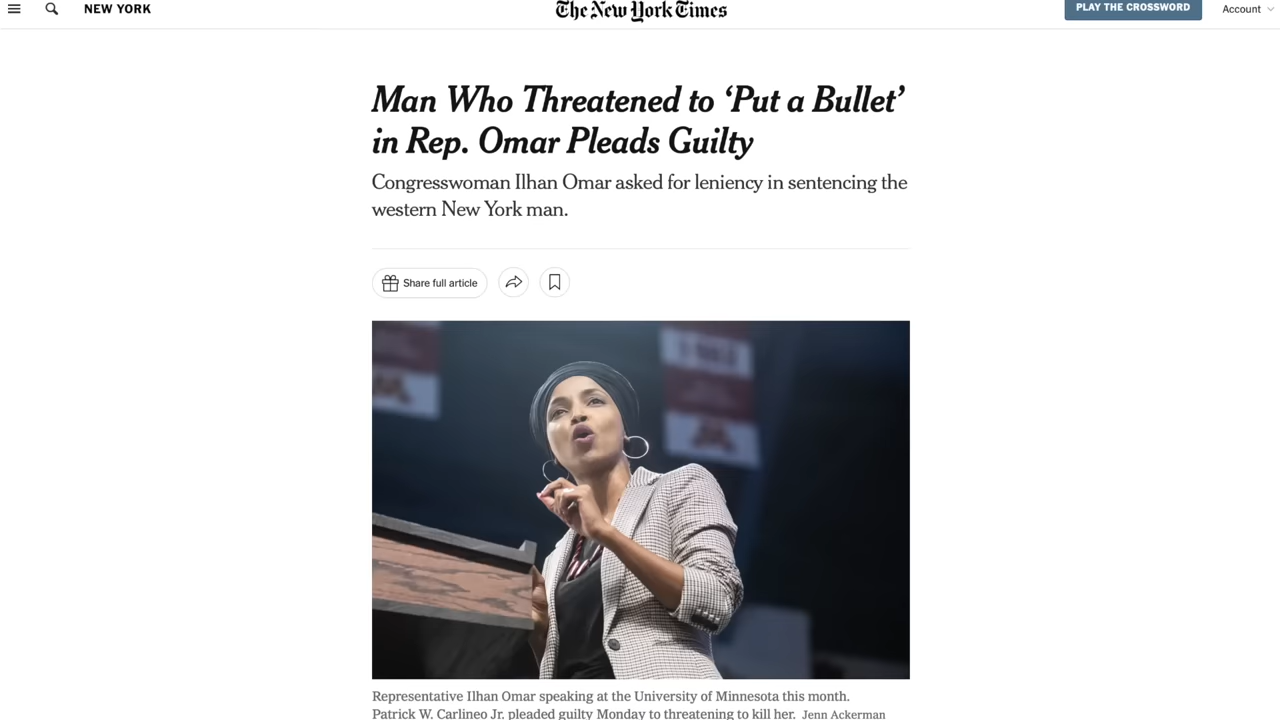 NEW YORK
The New York Times
PLAY THE CROSSWORD
Account
Man Who Threatened to ‘Put a Bullet’
in Rep. Omar Pleads Guilty
Congresswoman Ilhan Omar asked for leniency in sentencing the
western New York man.
Share full article
Representative Ilhan Omar speaking at the University of Minnesota this month.
Patrick W. Carlineo Jr. pleaded guilty Monday to threatening to kill her. Jenn Ackerman